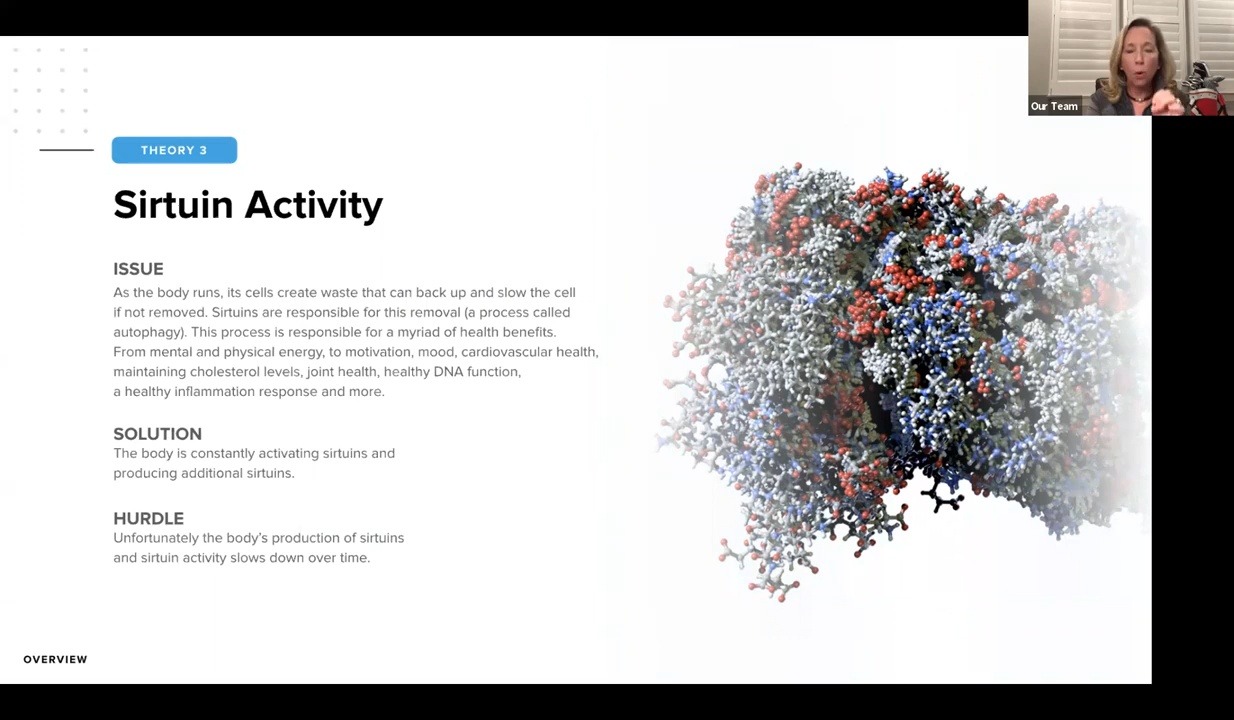 Our Team
THEORY 3
Sirtuin Activity
ISSUE
As the body runs, its cells create waste that can back up and slow the cell
if not removed. Sirtuins are responsible for this removal (a process called
autophagy). This process is responsible for a myriad of health benefits.
From mental and physical energy, to motivation, mood, cardiovascular health,
maintaining cholesterol levels, joint health, healthy DNA function,
a healthy inflammation response and more.
SOLUTION
The body is constantly activating sirtuins and
producing additional sirtuins.
HURDLE
Unfortunately the body's production of sirtuins
and sirtuin activity slows down over time.
OVERVIEW